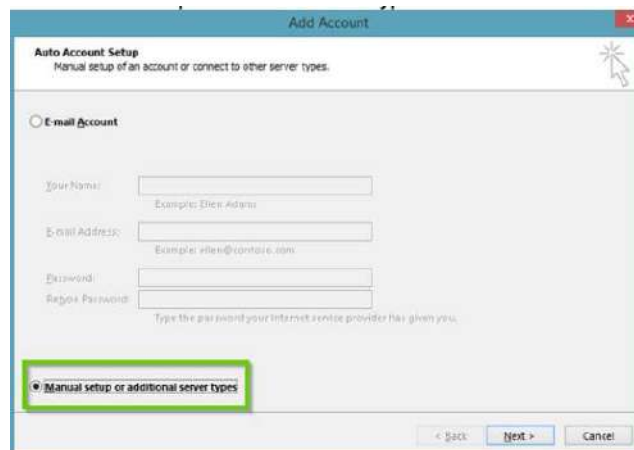 Add Account
Auto Account Setup
Manual setup of an account or connect to other server types.
E-mail Account
Your Name:
Example: Ellen Adams
E-mail Address:
Example: ellen@contoso.com
Password:
Retype Password:
Type the password your Internet service provider has given you.
Manual setup or additional server types
< Back Next > Cancel